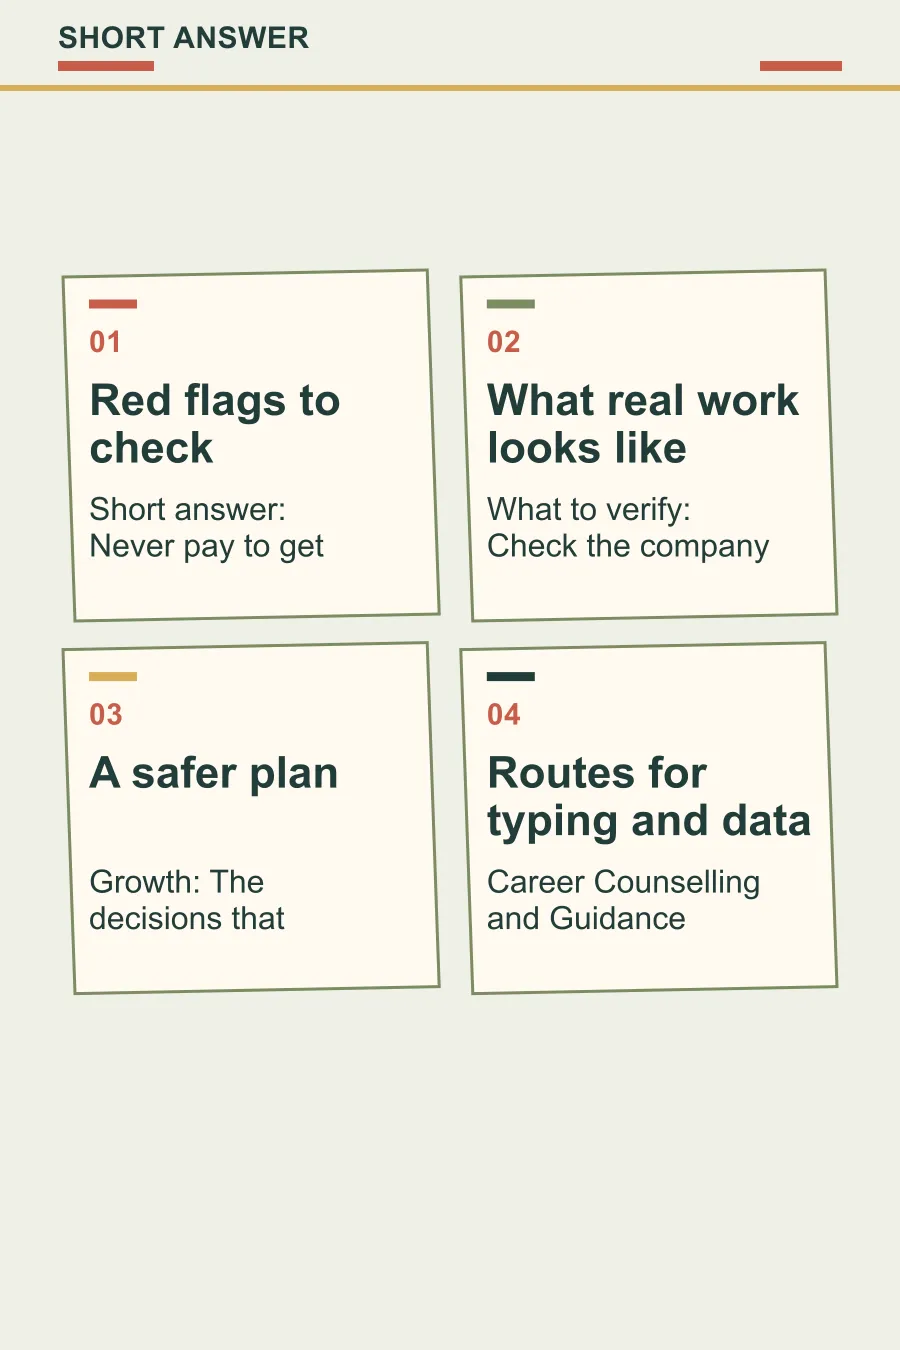 SHORT ANSWER
01
Red flags to
check
Short answer:
Never pay to get
02
What real work
looks like
What to verify:
Check the company
03
A safer plan
Growth: The
decisions that
04
Routes for
typing and data
Career Counselling
and Guidance